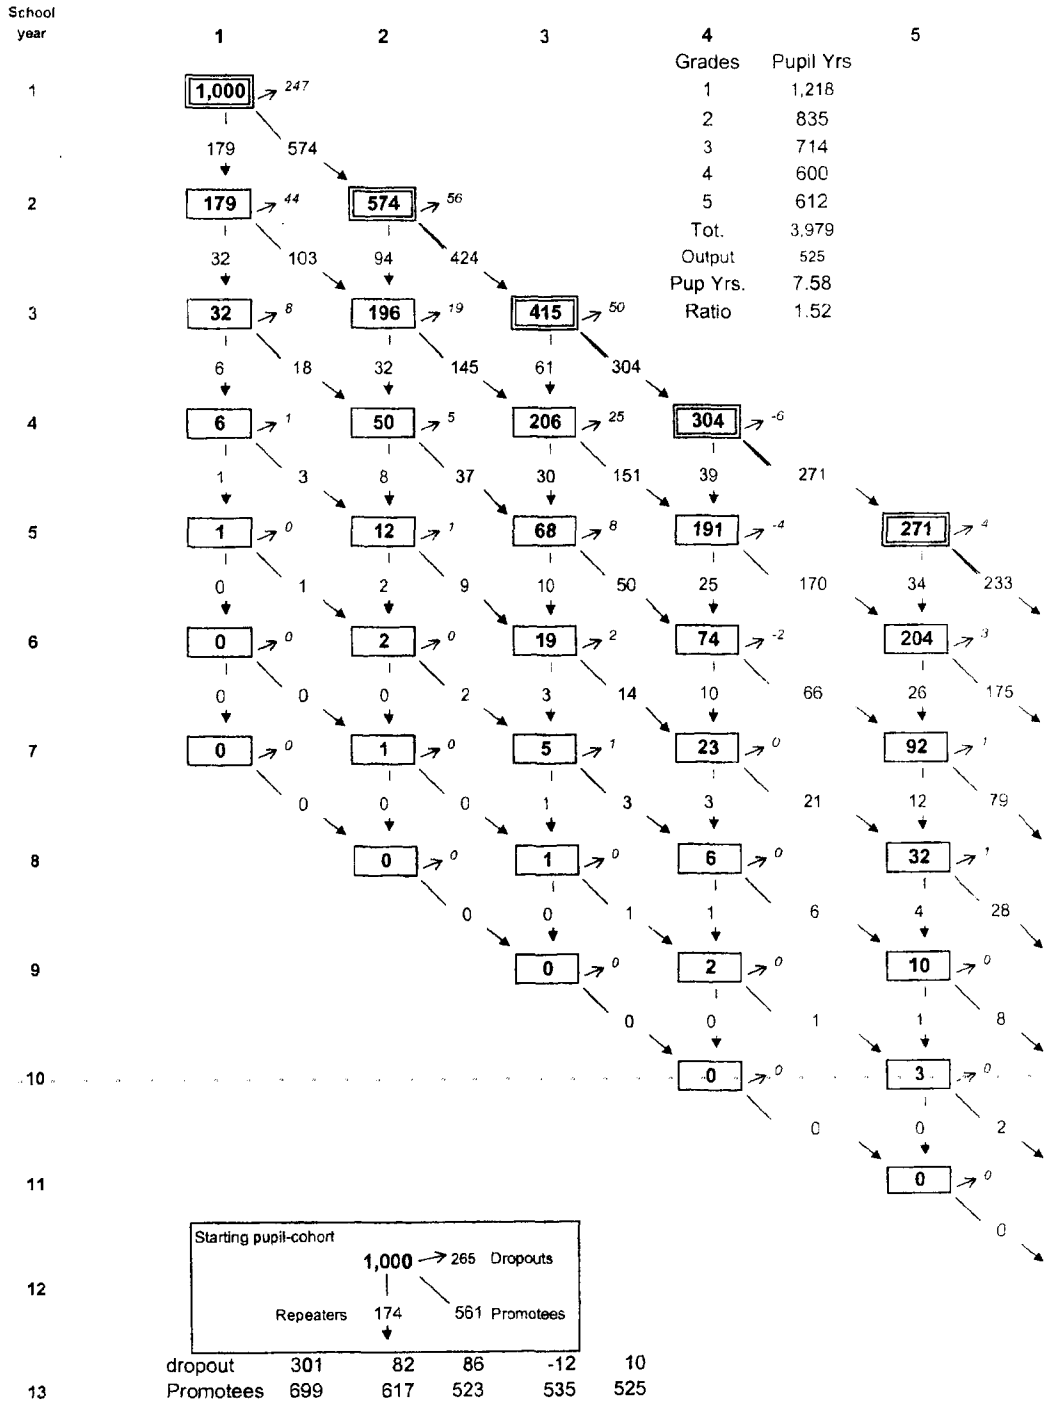 School
year 1 2 3 4 5
Grades Pupil Yrs
1 1,000 247 1 1,218
2 835
179 574 3 714
4 600
2 179 44 574 56 5 612
Tot. 3,979
32 103 94 424 Output 525
Pup Yrs. 7.58
3 32 8 196 19 415 50 Ratio 1.52
6 18 32 145 61 304
4 6 1 50 5 206 25 304 -6
1 3 8 37 30 151 39 271
5 1 0 12 1 68 8 191 -4 271 4
0 1 2 9 10 50 25 170 34 233
6 0 0 2 0 19 2 74 -2 204 3
0 0 0 2 3 14 10 66 26 175
7 0 0 1 0 5 1 23 0 92 1
0 0 0 1 3 3 21 12 79
8 0 0 1 0 6 0 32 1
0 0 1 1 6 4 28
9 0 0 2 0 10 0
0 0 1 1 8
10 0 0 3 0
0 0 2
11 0 0
0
Starting pupil-cohort
1,000 265 Dropouts
12
Repeaters 174 561 Promotees
dropout 301 82 86 -12 10
13 Promotees 699 617 523 535 525